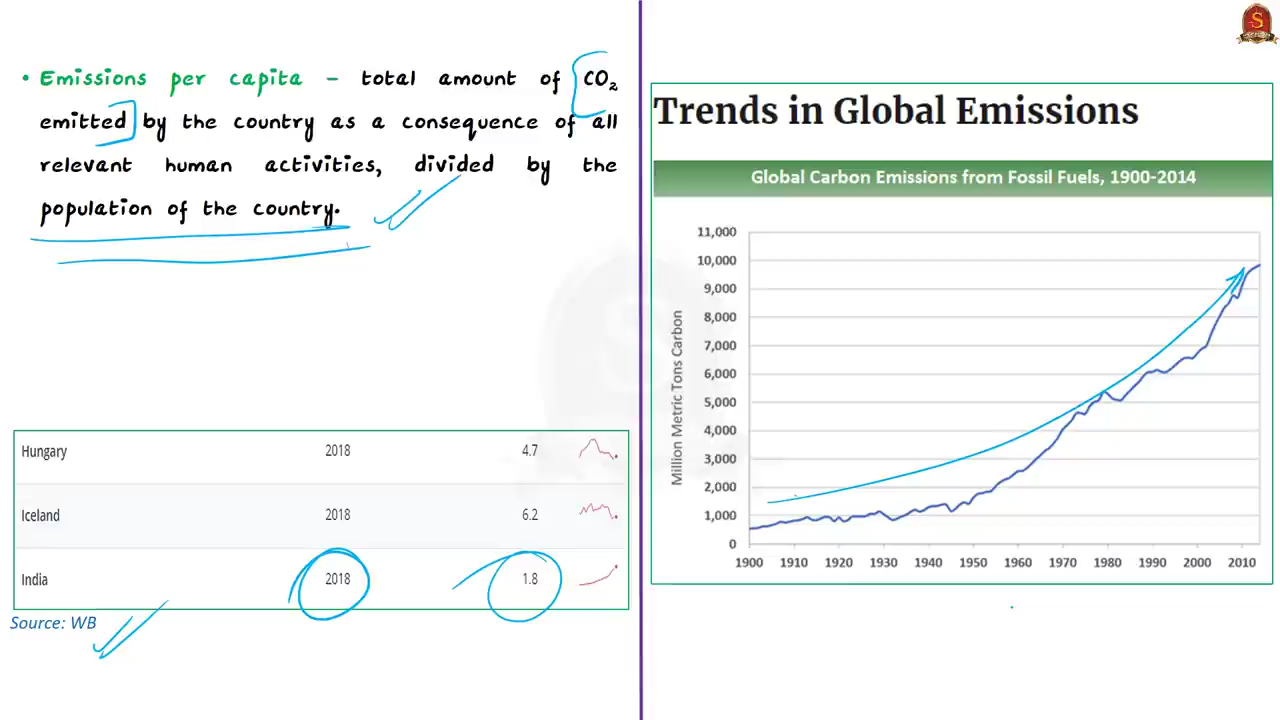 • Emissions per capita – total amount of CO₂
emitted by the country as a consequence of all
relevant human activities, divided by the
population of the country.
Hungary 2018 4.7
Iceland 2018 6.2
India 2018 1.8
Source: WB
Trends in Global Emissions
Global Carbon Emissions from Fossil Fuels, 1900-2014
Million Metric Tons Carbon
11,000
10,000
9,000
8,000
7,000
6,000
5,000
4,000
3,000
2,000
1,000
0
1900 1910 1920 1930 1940 1950 1960 1970 1980 1990 2000 2010